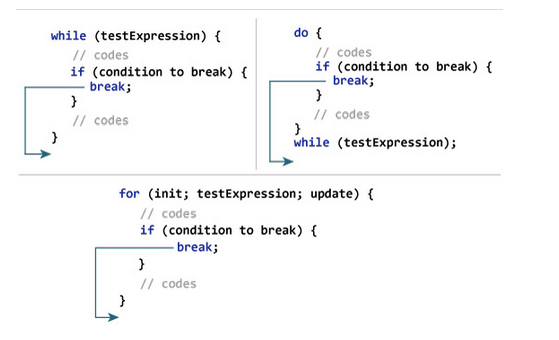 while (testExpression) {
// codes
if (condition to break) {
break;
}
// codes
}
do {
// codes
if (condition to break) {
break;
}
// codes
}
while (testExpression);
for (init; testExpression; update) {
// codes
if (condition to break) {
break;
}
// codes
}